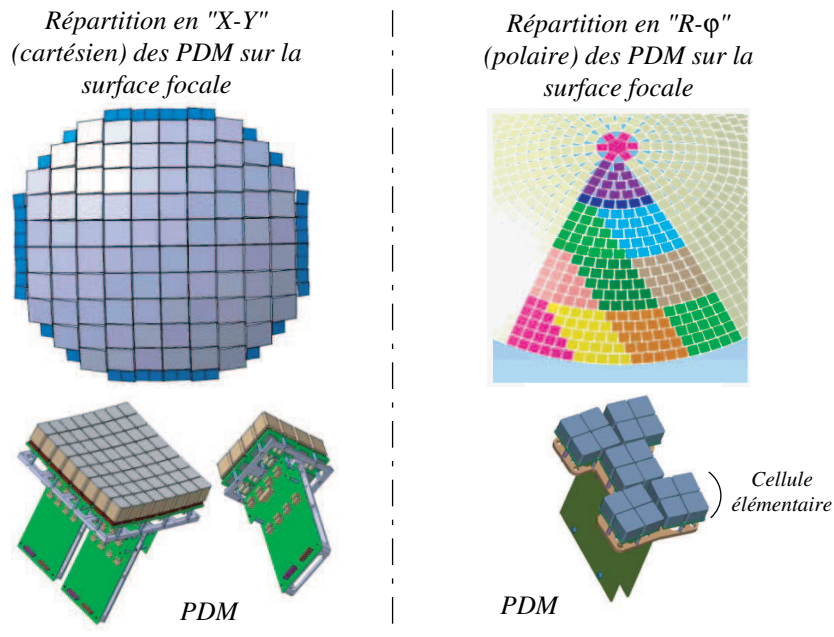 Répartition en "X-Y"
(cartésien) des PDM sur la
surface focale
Répartition en "R-φ"
(polaire) des PDM sur la
surface focale
Cellule
élémentaire
PDM
PDM